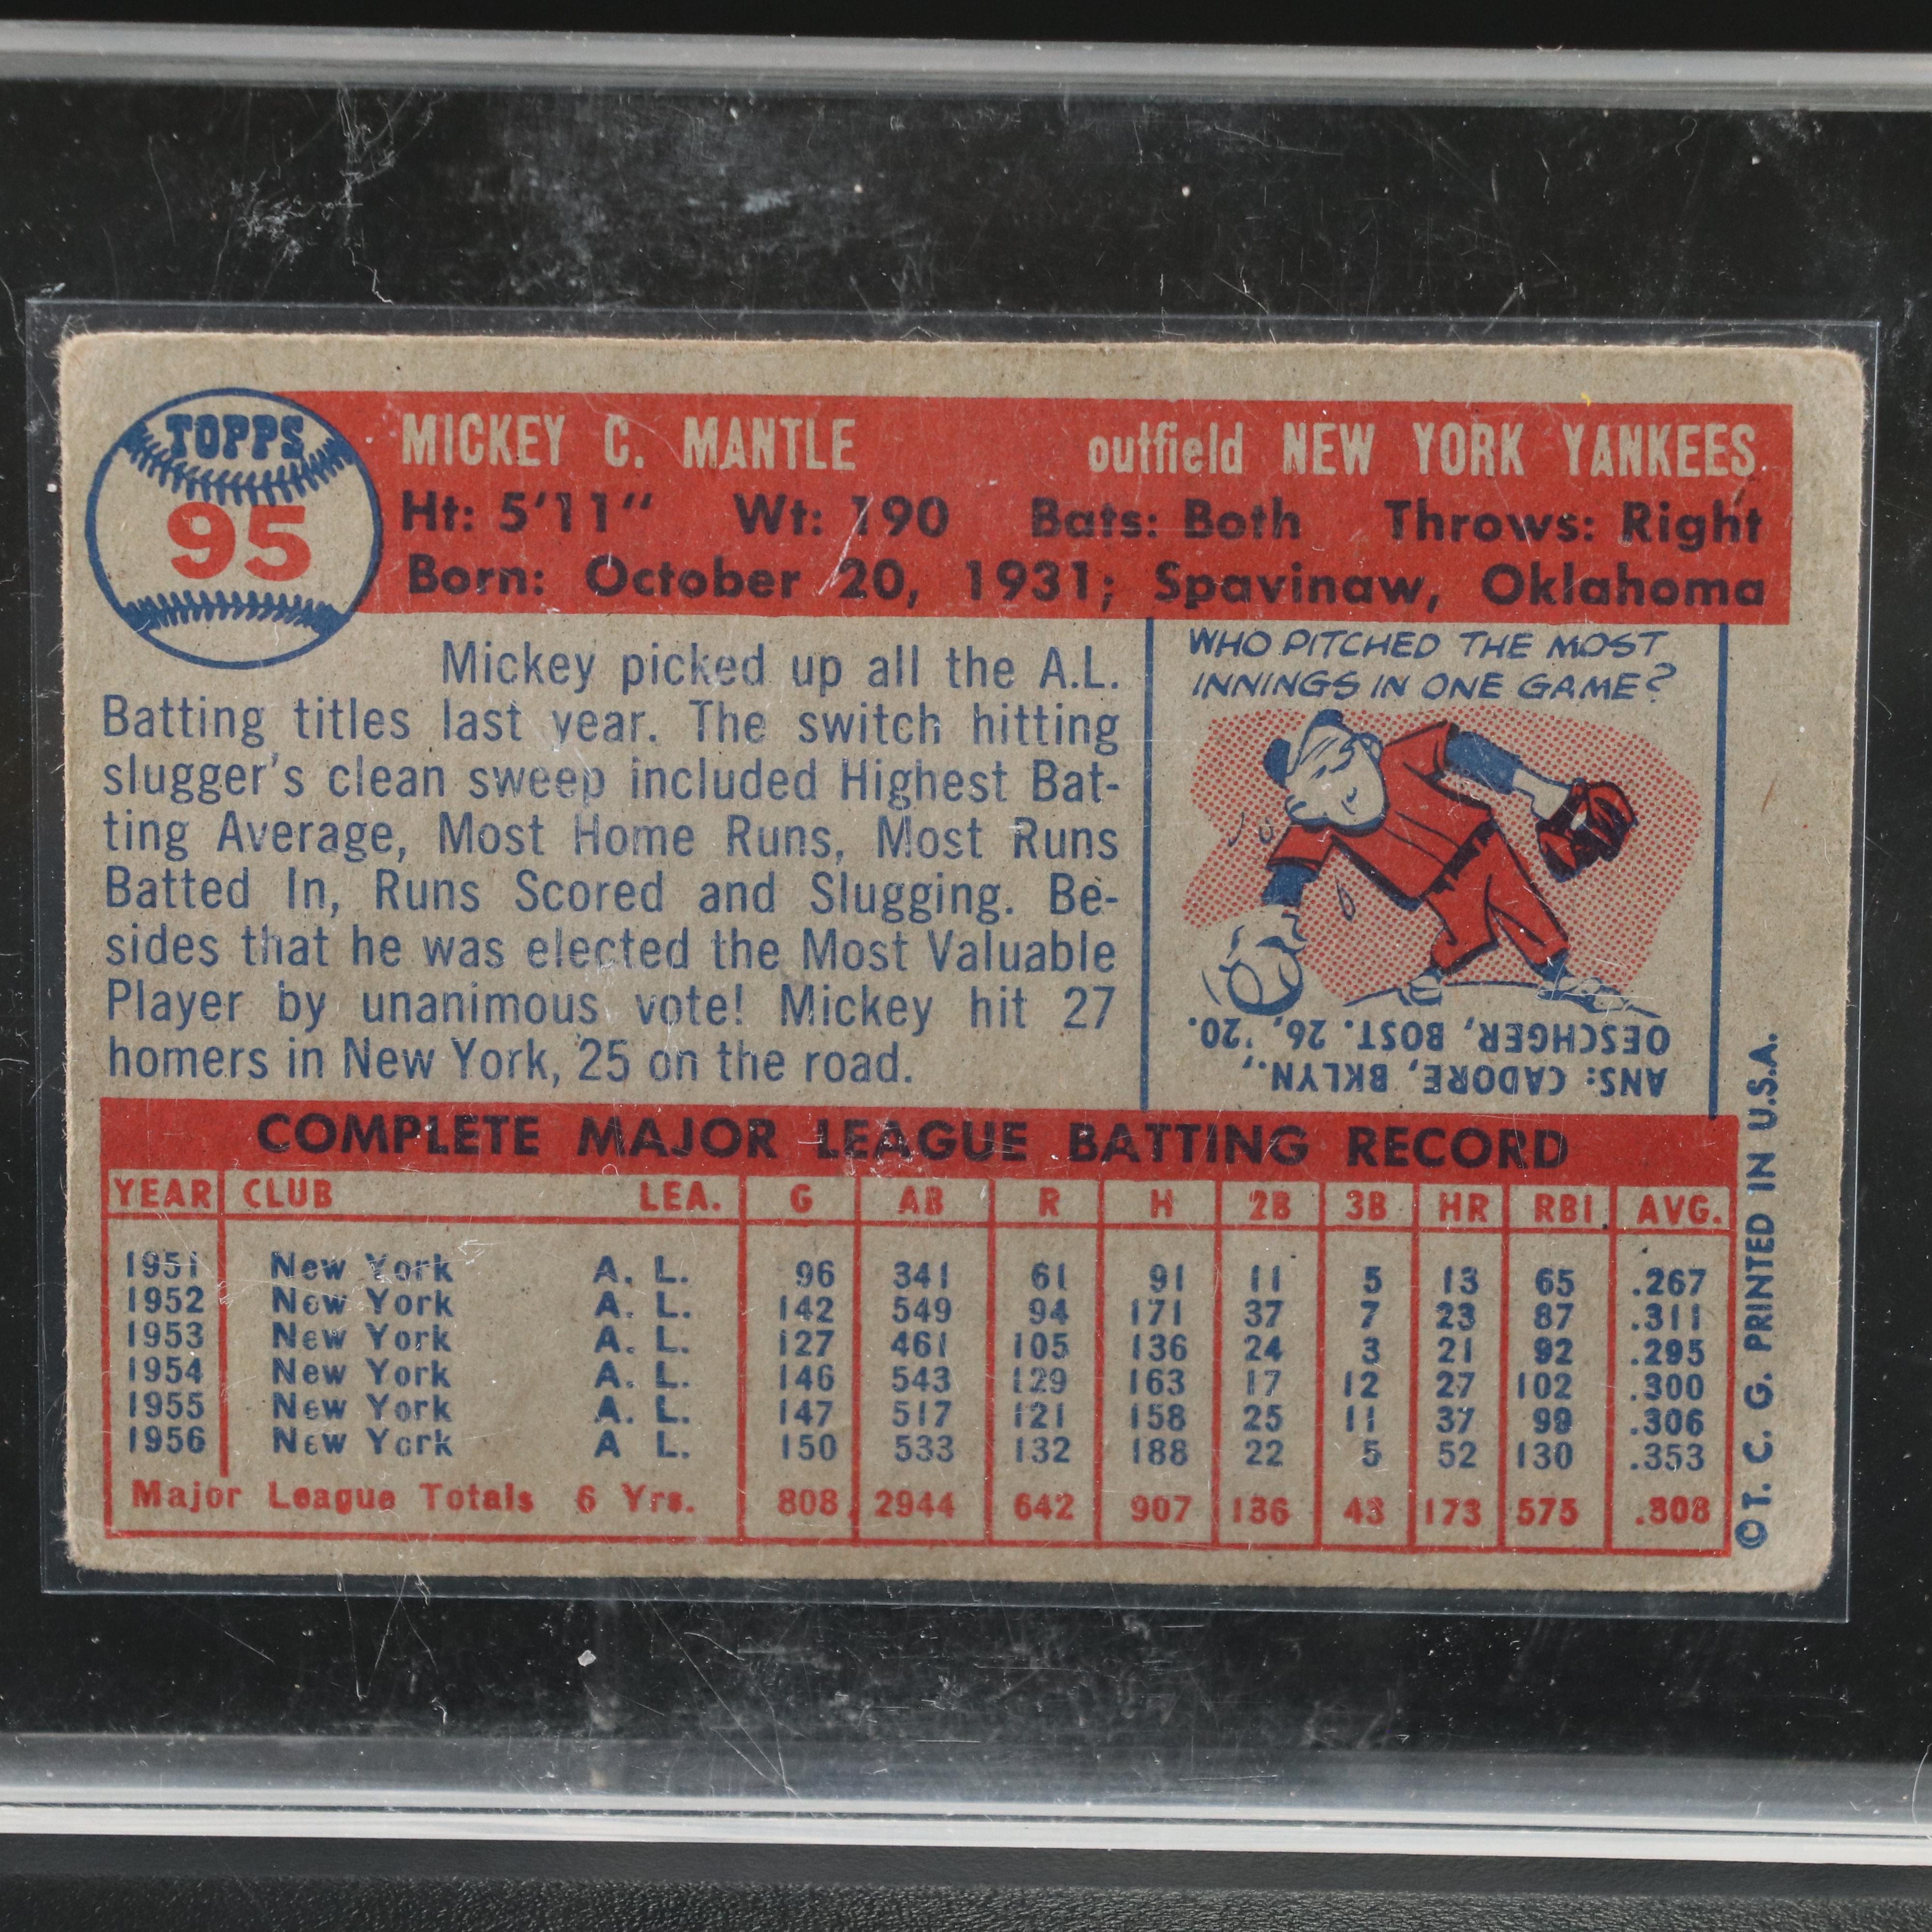 TOPPS
95
MICKEY C. MANTLE outfield NEW YORK YANKEES
Ht: 5'11" Wt: 190 Bats: Both Throws: Right
Born: October 20, 1931; Spavinaw, Oklahoma
Mickey picked up all the A.L.
Batting titles last year. The switch hitting
slugger's clean sweep included Highest Bat-
ting Average, Most Home Runs, Most Runs
Batted In, Runs Scored and Slugging. Be-
sides that he was elected the Most Valuable
Player by unanimous vote! Mickey hit 27
homers in New York, 25 on the road.
WHO PITCHED THE MOST
INNINGS IN ONE GAME?
ANS: CADORE, BKLYN.,
OESCHGER, BOST. 26, '20.
COMPLETE MAJOR LEAGUE BATTING RECORD
YEAR CLUB LEA. G AB R H 2B 3B HR RBI AVG.
1951 New York A. L. 96 341 61 91 11 5 13 65 .267
1952 New York A. L. 142 549 94 171 37 7 23 87 .311
1953 New York A. L. 127 461 105 136 24 3 21 92 .295
1954 New York A. L. 146 543 129 163 17 12 27 102 .300
1955 New York A. L. 147 517 121 158 25 11 37 99 .306
1956 New York A L. 150 533 132 188 22 5 52 130 .353
Major League Totals 6 Yrs. 808 2944 642 907 136 43 173 575 .308
© T. C. G. PRINTED IN U.S.A.